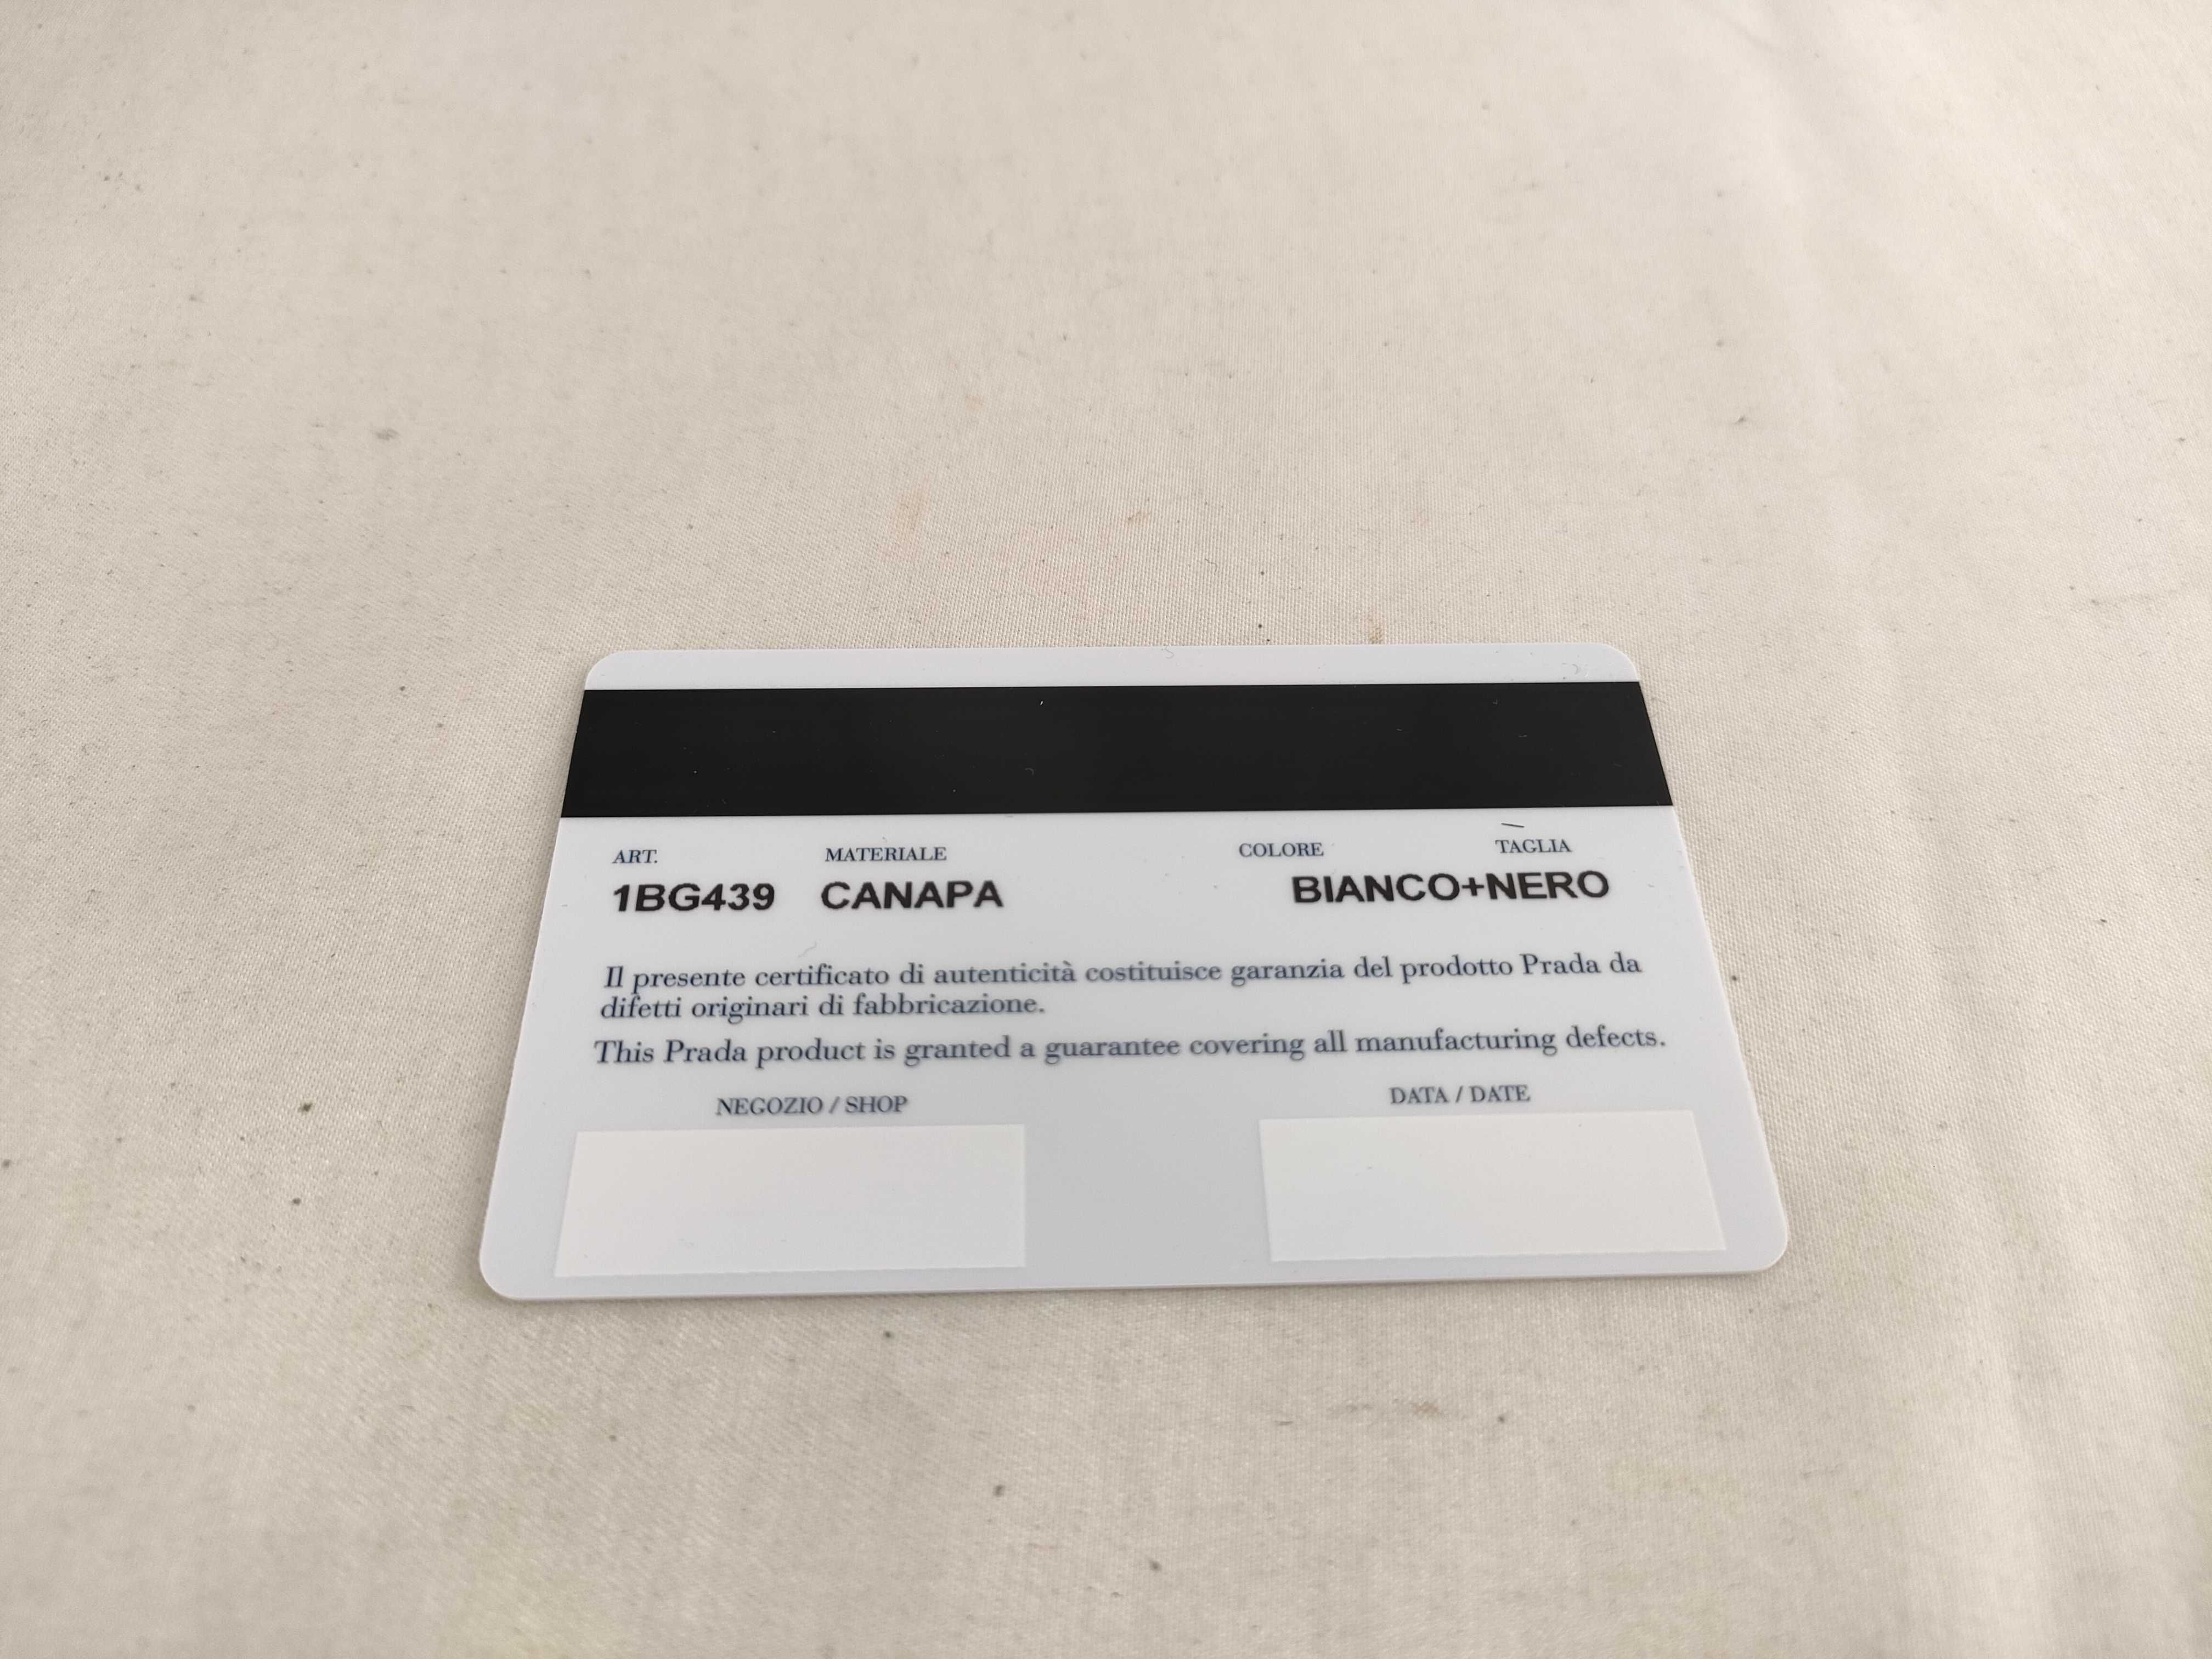 ART. MATERIALE COLORE TAGLIA
1BG439 CANAPA BIANCO+NERO
Il presente certificato di autenticità costituisce garanzia del prodotto Prada da
difetti originari di fabbricazione.
This Prada product is granted a guarantee covering all manufacturing defects.
NEGOZIO / SHOP DATA / DATE